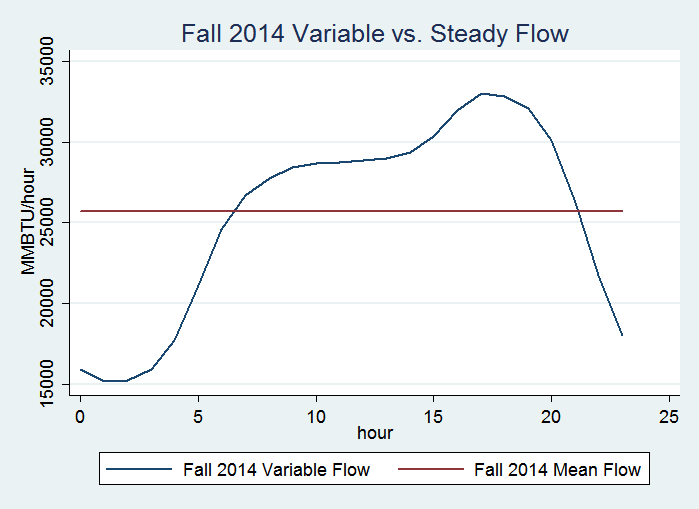 Fall 2014 Variable vs. Steady Flow
MMBTU/hour
35000
30000
25000
20000
15000
0 5 10 15 20 25
hour
Fall 2014 Variable Flow Fall 2014 Mean Flow